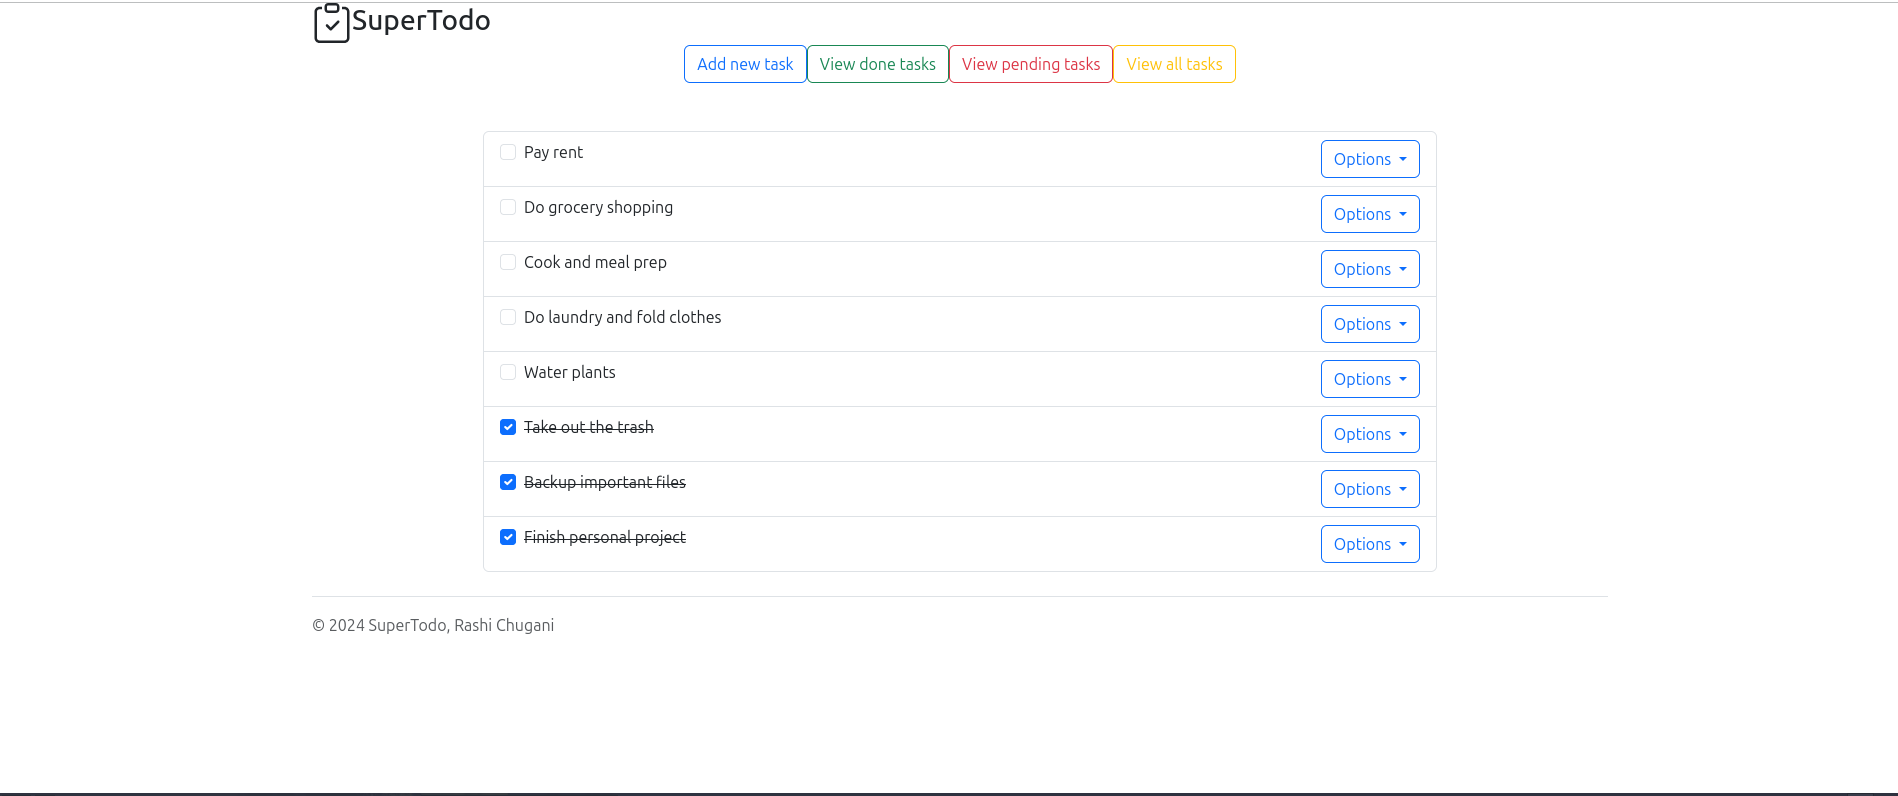 SuperTodo
Add new task View done tasks View pending tasks View all tasks
Pay rent Options
Do grocery shopping Options
Cook and meal prep Options
Do laundry and fold clothes Options
Water plants Options
Take out the trash Options
Backup important files Options
Finish personal project Options
© 2024 SuperTodo, Rashi Chugani